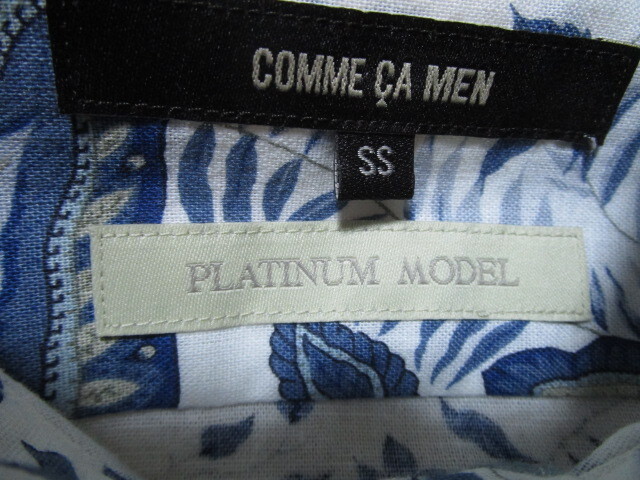 COMME ÇA MEN
SS
PLATINUM MODEL